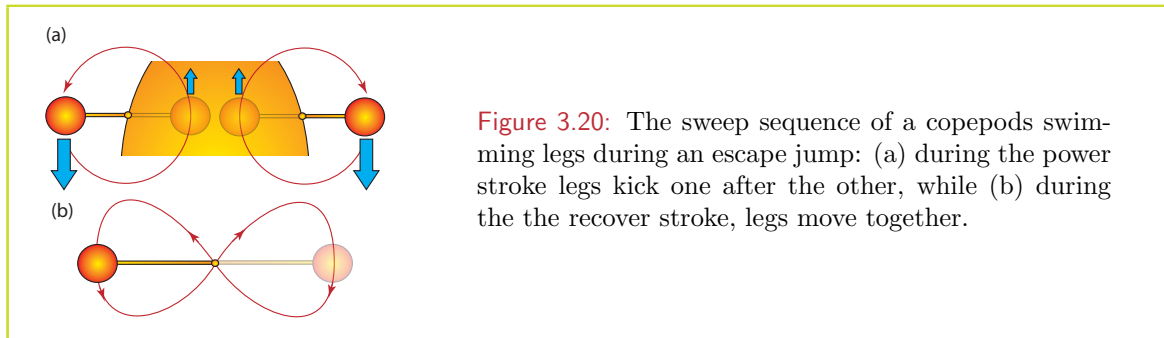 (a)
(b)
Figure 3.20: The sweep sequence of a copepods swim-
ming legs during an escape jump: (a) during the power
stroke legs kick one after the other, while (b) during
the the recover stroke, legs move together.